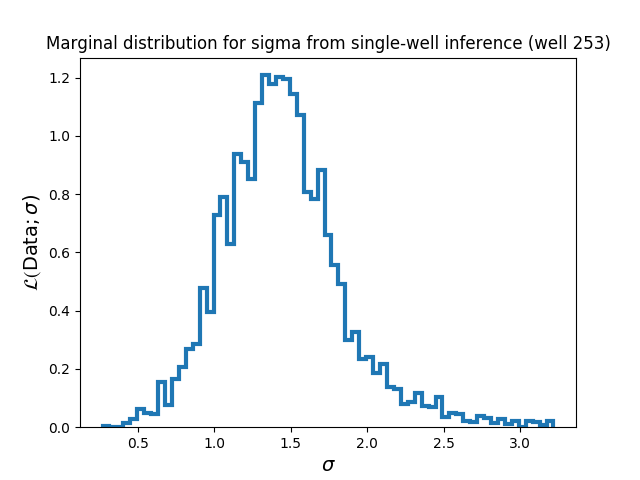 Marginal distribution for sigma from single-well inference (well 253)
1.2
1.0
0.8
0.6
0.4
0.2
0.0
ℒ(Data; σ)
0.5 1.0 1.5 2.0 2.5 3.0
σ